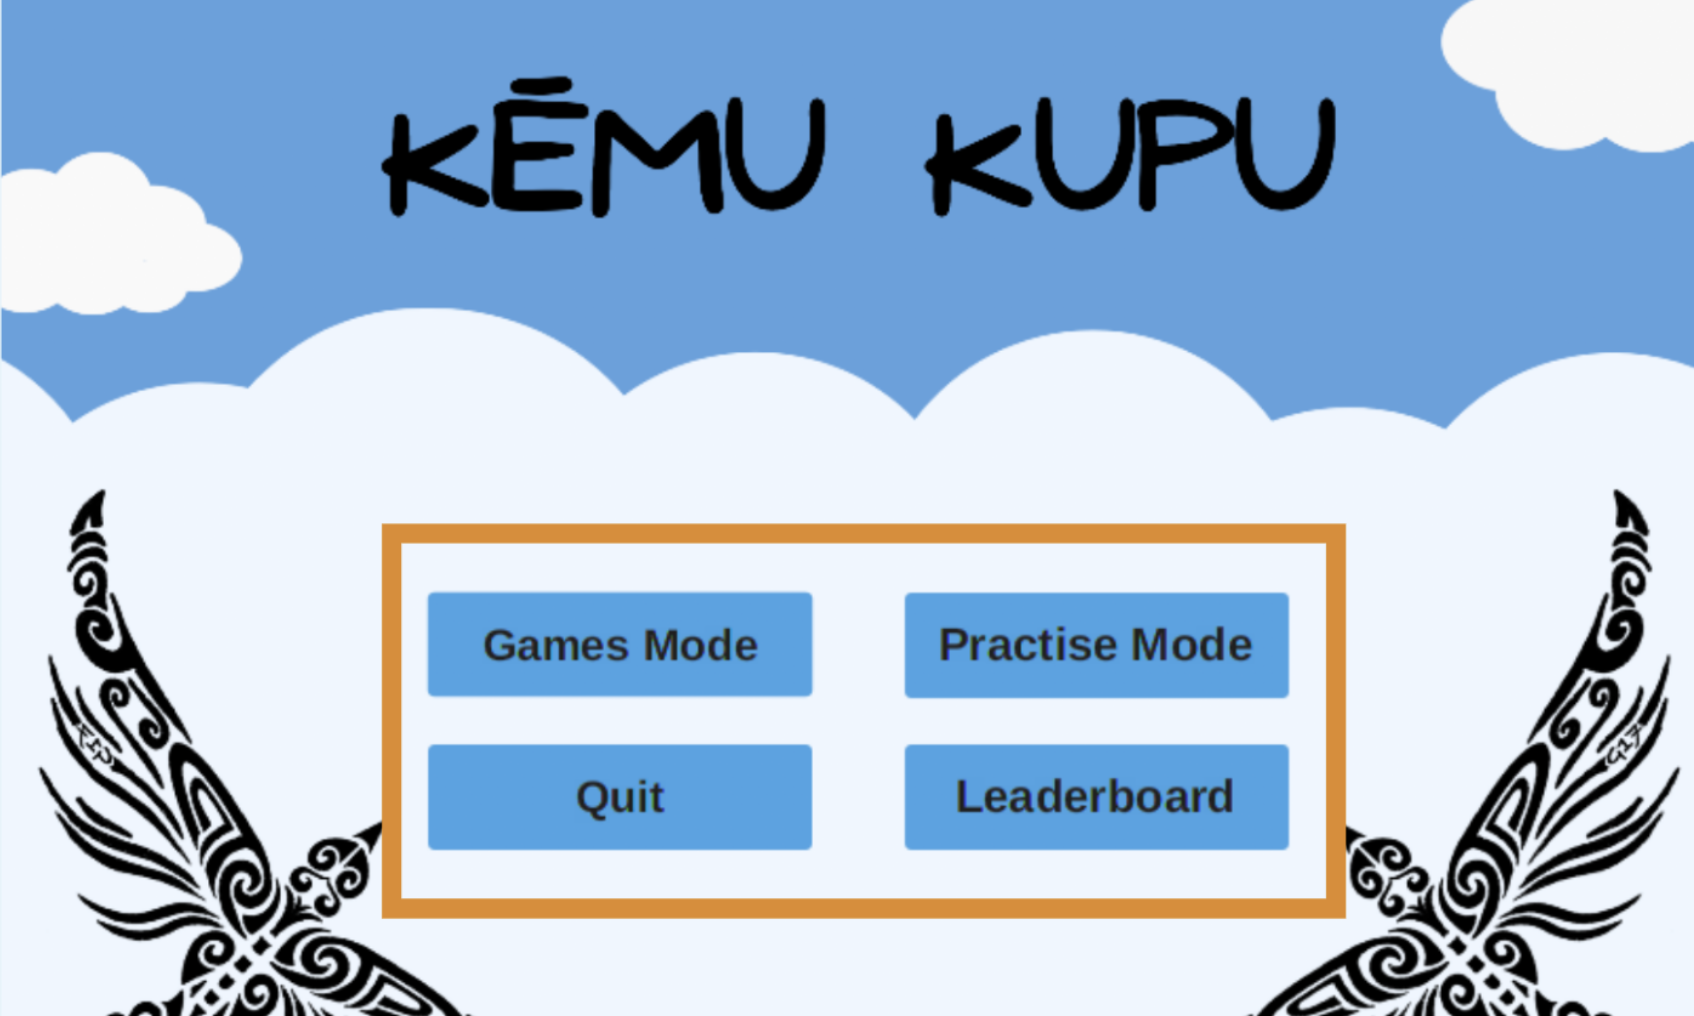 KĒMU KUPU
Games Mode
Practise Mode
Quit
Leaderboard